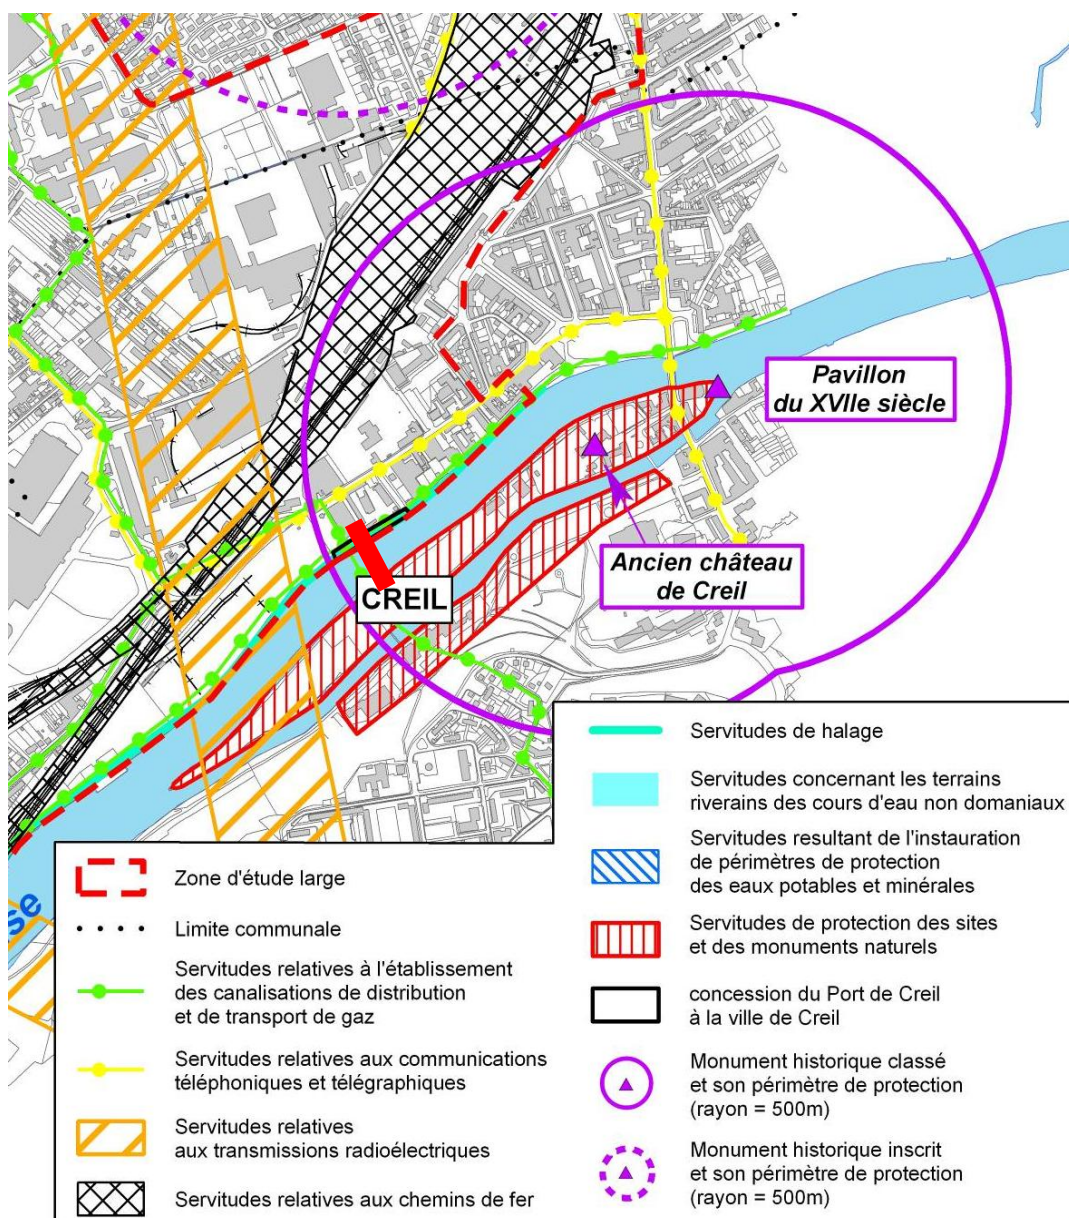 Pavillon
du XVIIe siècle
Ancien château
de Creil
CREIL
se
Zone d'étude large
Limite communale
Servitudes relatives à l'établissement
des canalisations de distribution
et de transport de gaz
Servitudes relatives aux communications
téléphoniques et télégraphiques
Servitudes relatives
aux transmissions radioélectriques
Servitudes relatives aux chemins de fer
Servitudes de halage
Servitudes concernant les terrains
riverains des cours d'eau non domaniaux
Servitudes resultant de l'instauration
de périmètres de protection
des eaux potables et minérales
Servitudes de protection des sites
et des monuments naturels
concession du Port de Creil
à la ville de Creil
Monument historique classé
et son périmètre de protection
(rayon = 500m)
Monument historique inscrit
et son périmètre de protection
(rayon = 500m)